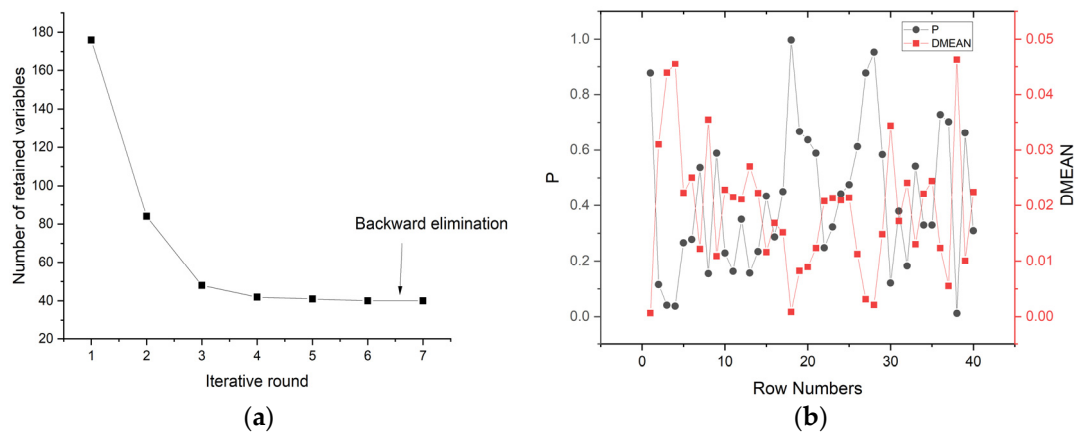 180
160
140
120
100
80
60
40
20
1 2 3 4 5 6 7
Number of retained variables
Iterative round
Backward elimination
(a)
P
DMEAN
1.0
0.8
0.6
0.4
0.2
0.0
P
0.05
0.04
0.03
0.02
0.01
0.00
DMEAN
0 10 20 30 40
Row Numbers
(b)